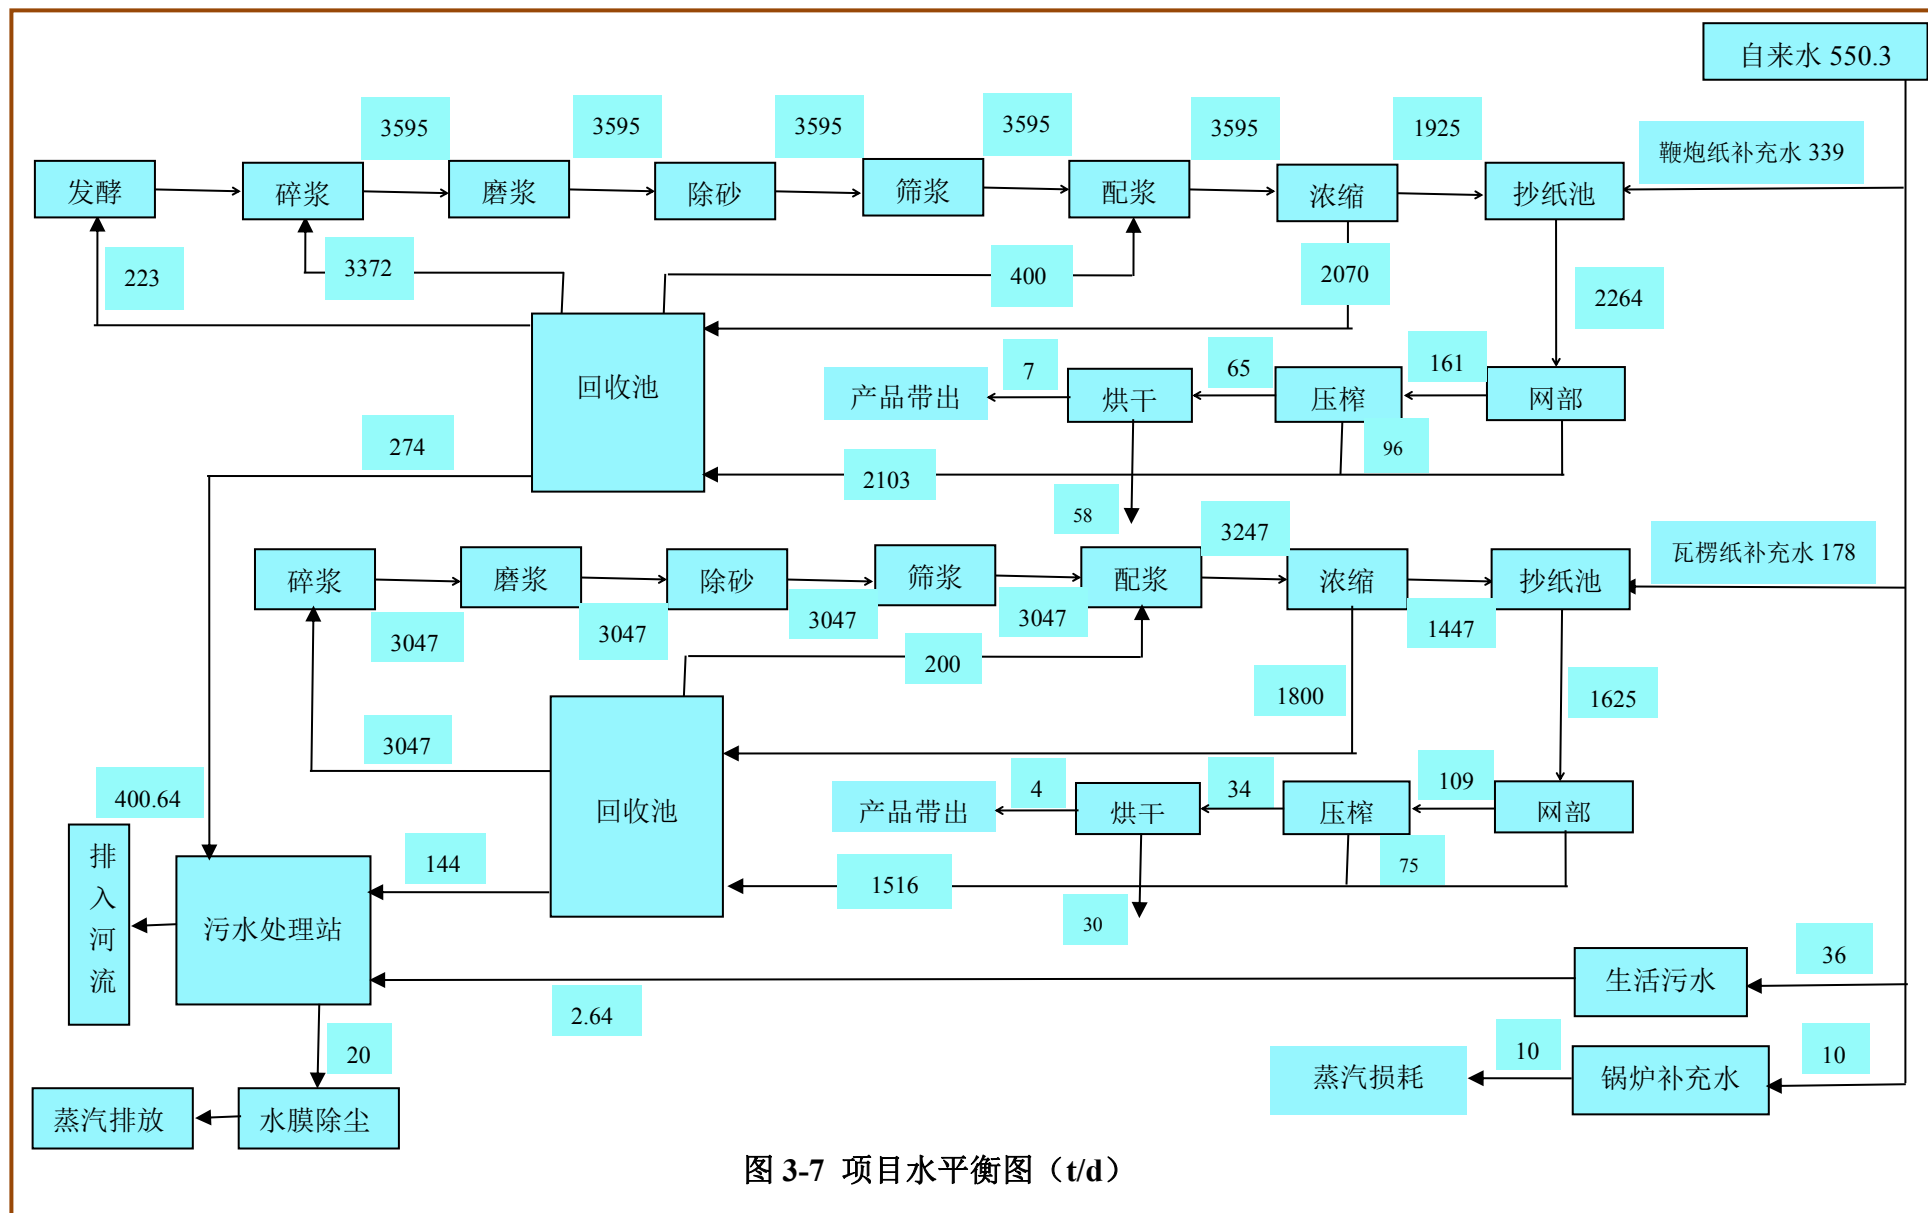 自来水 550.3
3595
3595
3595
3595
3595
1925
鞭炮纸补充水 339
发酵
碎浆
磨浆
除砂
筛浆
配浆
浓缩
抄纸池
223
3372
400
2070
2264
回收池
产品带出
7
烘干
65
压榨
161
网部
274
2103
96
58
3247
瓦楞纸补充水 178
碎浆
磨浆
除砂
筛浆
配浆
浓缩
抄纸池
3047
3047
3047
3047
1447
200
1800
1625
3047
回收池
产品带出
4
烘干
34
压榨
109
网部
400.64
144
1516
75
30
排入河流
污水处理站
生活污水
36
2.64
20
蒸汽损耗
10
锅炉补充水
10
蒸汽排放
水膜除尘
图 3-7 项目水平衡图（t/d）